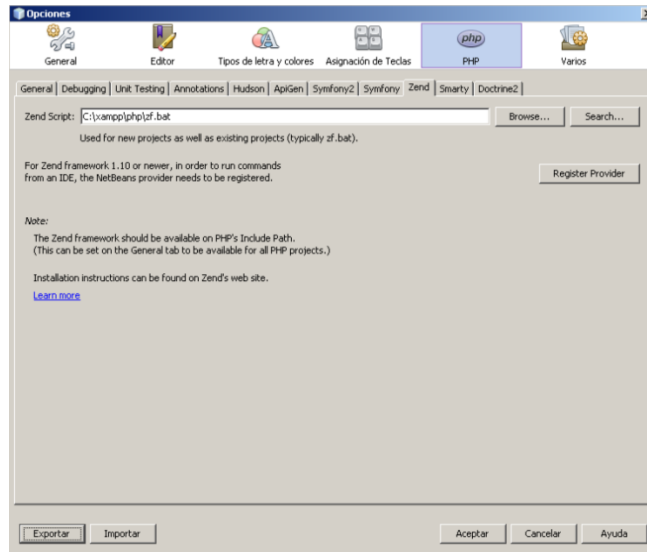 Opciones
General
Editor
Tipos de letra y colores
Asignación de Teclas
php
PHP
Varios
General
Debugging
Unit Testing
Annotations
Hudson
ApiGen
Symfony2
Symfony
Zend
Smarty
Doctrine2
Zend Script: C:\xampp\php\zf.bat
Browse...
Search...
Used for new projects as well as existing projects (typically zf.bat).
For Zend framework 1.10 or newer, in order to run commands
from an IDE, the NetBeans provider needs to be registered.
Register Provider
Note:
The Zend framework should be available on PHP's Include Path.
(This can be set on the General tab to be available for all PHP projects.)
Installation instructions can be found on Zend's web site.
Learn more
Exportar
Importar
Aceptar
Cancelar
Ayuda